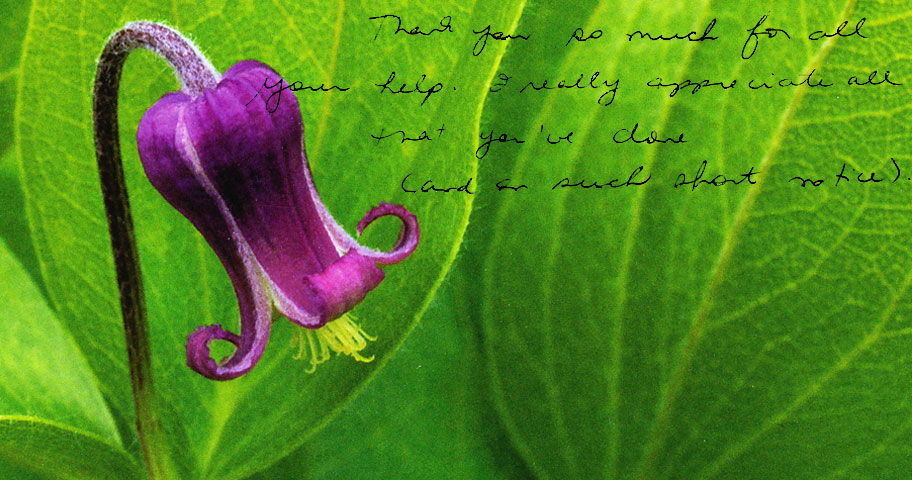 Thank you so much for all
your help. I really appreciate all
that you've done
(and on such short notice).